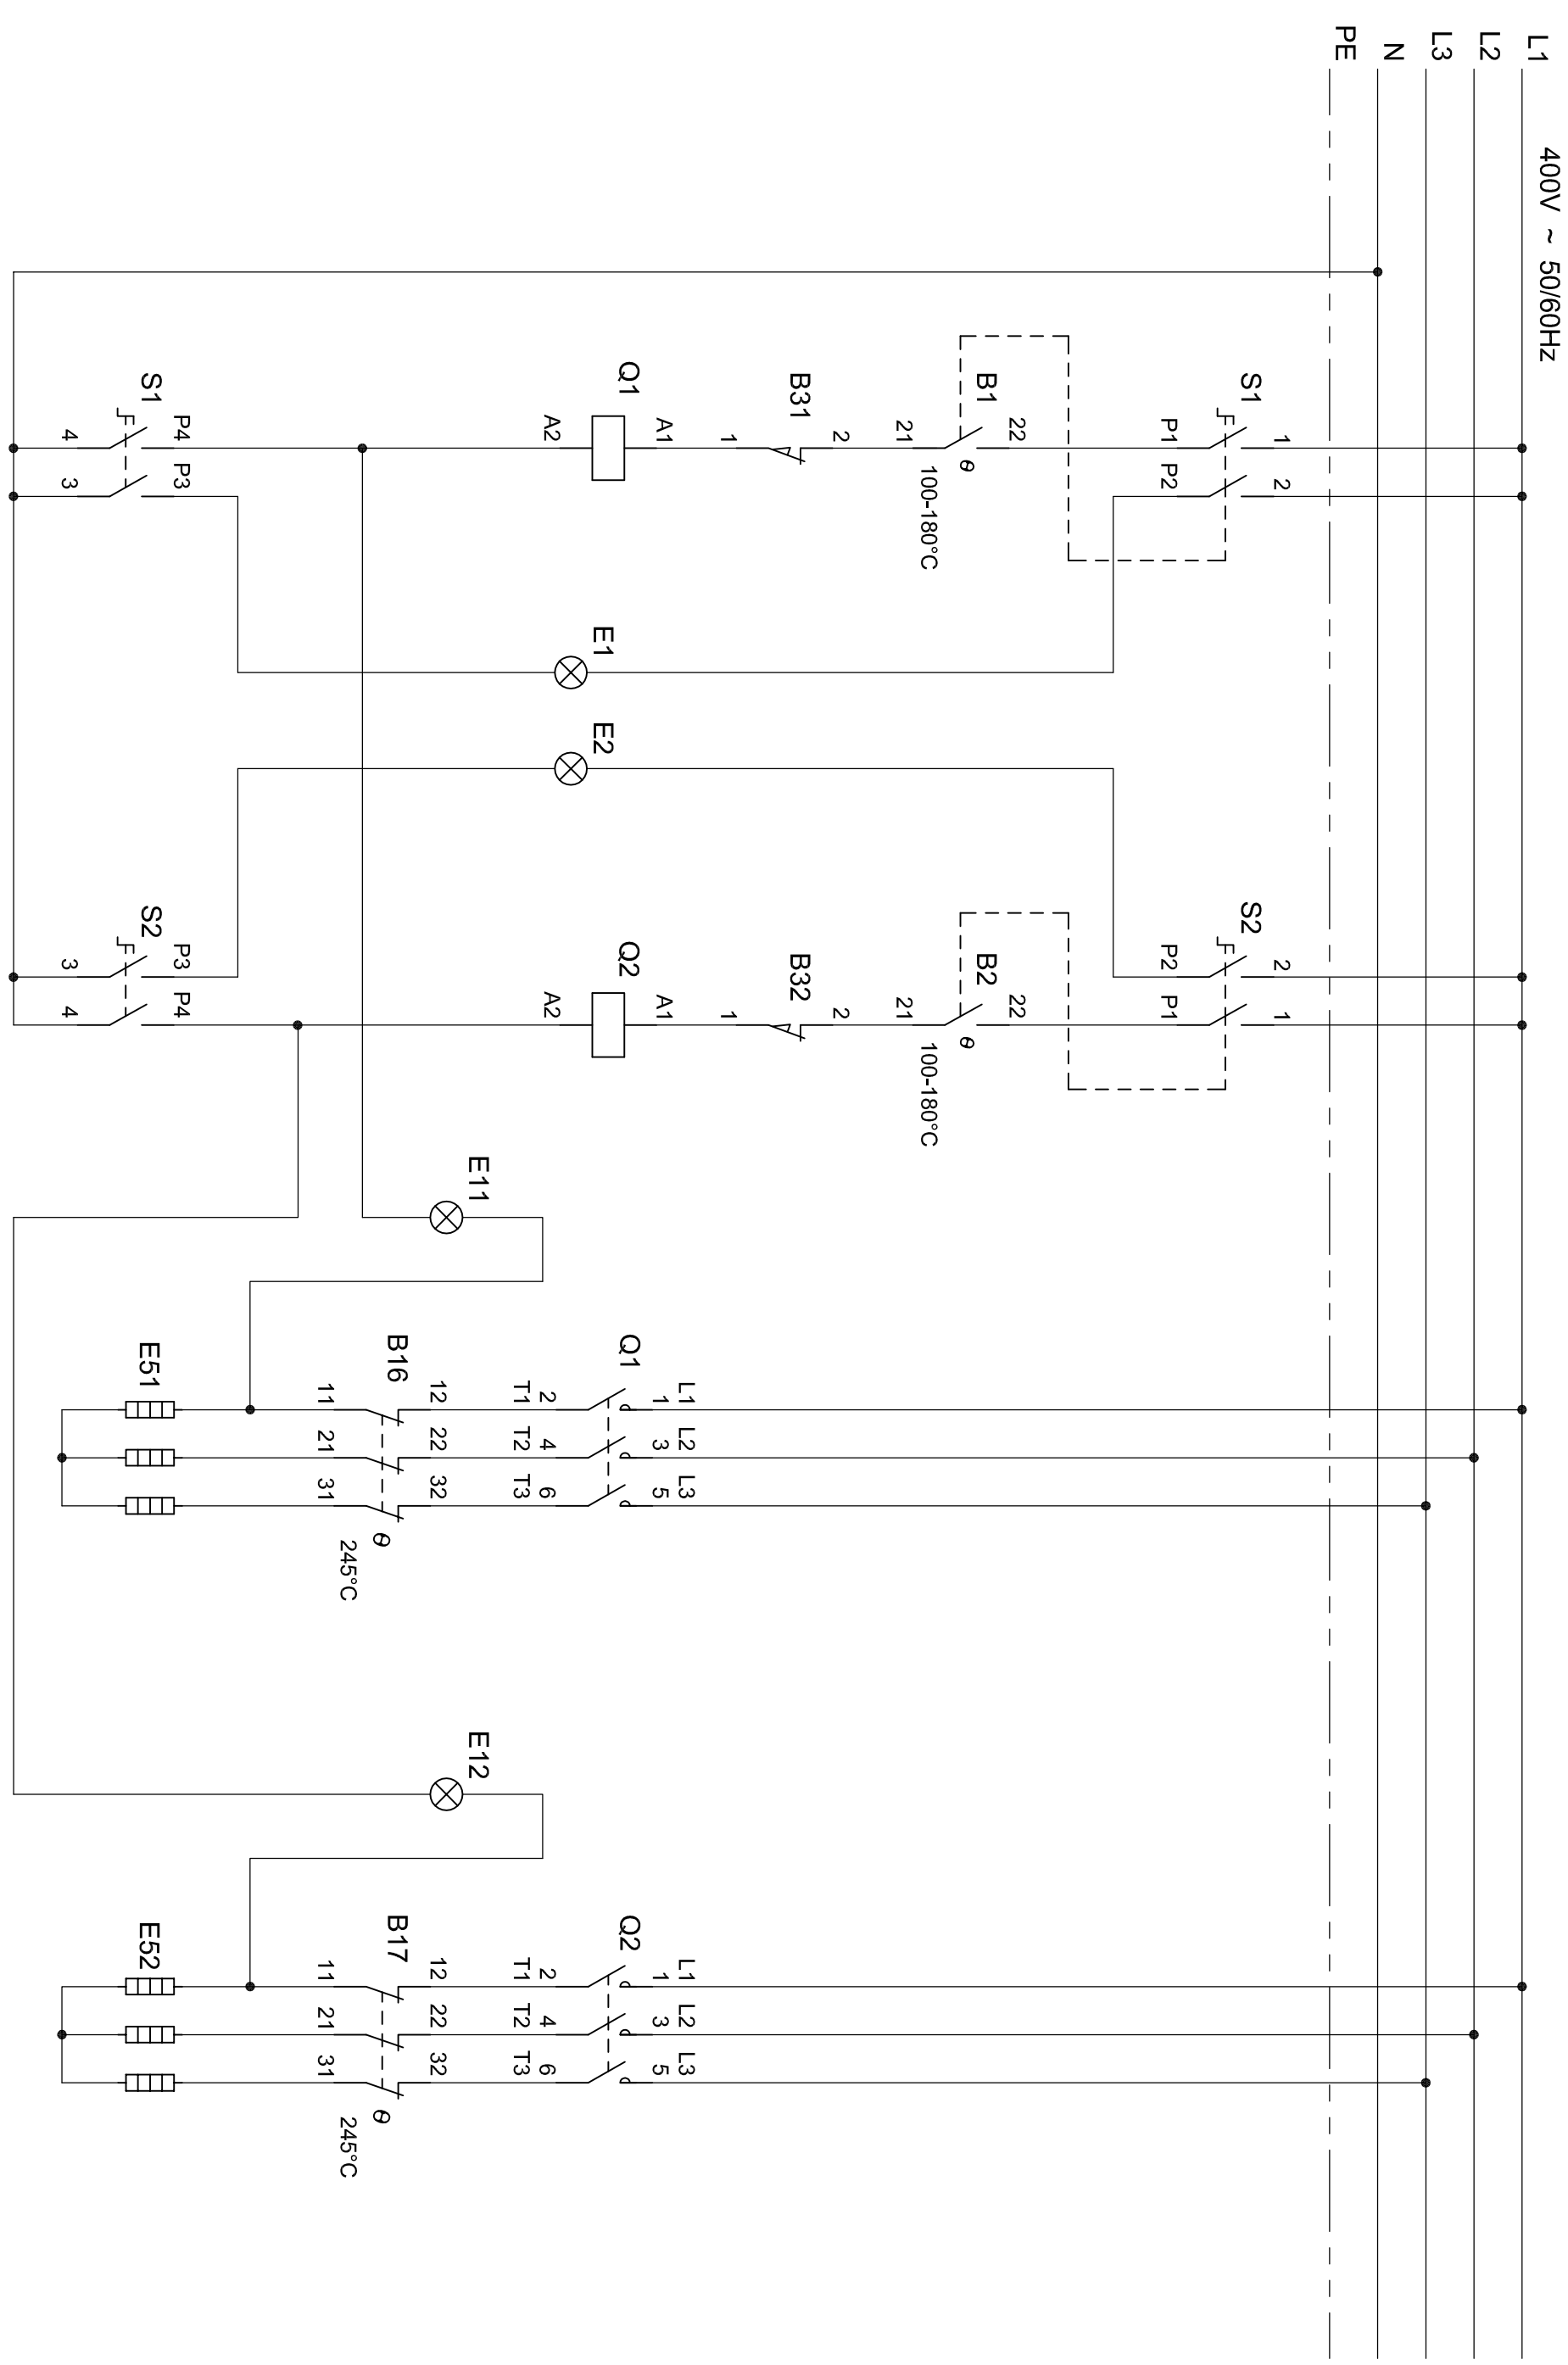 L1
L2
L3
N
PE
400V ~ 50/60Hz
S1
1
2
P1
P2
B1
22
θ
21
100-180°C
B31
2
1
Q1
A1
A2
S1
P4
P3
4
3
E1
E2
S2
2
1
P2
P1
B2
22
θ
21
100-180°C
B32
2
1
Q2
A1
A2
S2
P3
P4
3
4
E11
Q1
L1
L2
L3
1
3
5
2
4
6
T1
T2
T3
B16
12
22
32
θ
11
21
31
245°C
E51
E12
Q2
L1
L2
L3
1
3
5
2
4
6
T1
T2
T3
B17
12
22
32
θ
11
21
31
245°C
E52